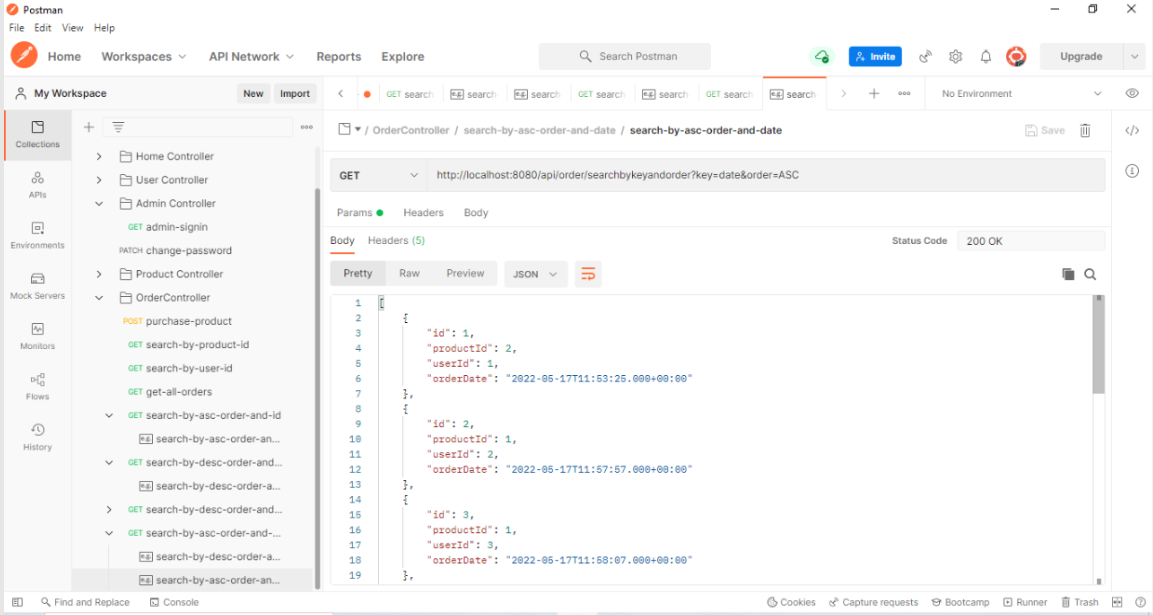 Postman
File Edit View Help
Home Workspaces API Network Reports Explore Search Postman Invite Upgrade
My Workspace New Import GET search e.g. search e.g. search GET search e.g. search GET search e.g. search No Environment
Collections
APIs
Environments
Mock Servers
Monitors
Flows
History
Home Controller
User Controller
Admin Controller
GET admin-signin
PATCH change-password
Product Controller
OrderController
POST purchase-product
GET search-by-product-id
GET search-by-user-id
GET get-all-orders
GET search-by-asc-order-and-id
e.g. search-by-asc-order-an...
GET search-by-desc-order-and...
e.g. search-by-desc-order-a...
GET search-by-desc-order-and...
GET search-by-asc-order-and-...
e.g. search-by-desc-order-a...
e.g. search-by-asc-order-an...
/ OrderController / search-by-asc-order-and-date / search-by-asc-order-and-date Save
GET http://localhost:8080/api/order/searchbykeyandorder?key=date&order=ASC
Params Headers Body
Body Headers (5) Status Code 200 OK
Pretty Raw Preview JSON
1 [
2 {
3 "id": 1,
4 "productId": 2,
5 "userId": 1,
6 "orderDate": "2022-05-17T11:53:25.000+00:00"
7 },
8 {
9 "id": 2,
10 "productId": 1,
11 "userId": 2,
12 "orderDate": "2022-05-17T11:57:57.000+00:00"
13 },
14 {
15 "id": 3,
16 "productId": 1,
17 "userId": 3,
18 "orderDate": "2022-05-17T11:58:07.000+00:00"
19 },
Find and Replace Console Cookies Capture requests Bootcamp Runner Trash